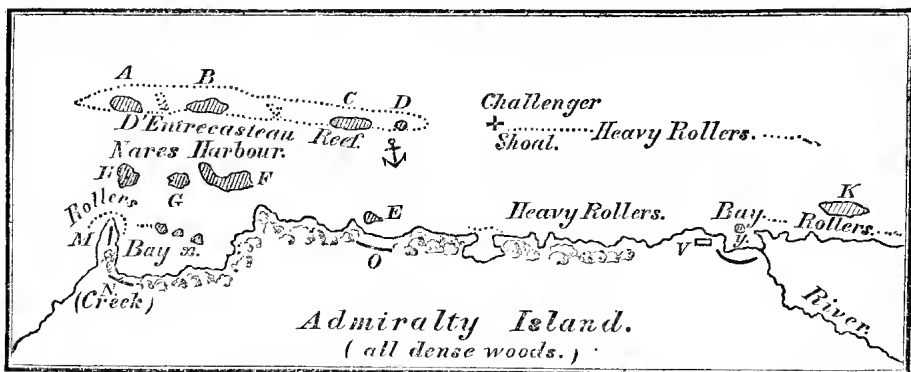 A B C D
D'Entrecasteau Reef.
Nares Harbour.
Challenger
Shoal. Heavy Rollers.
G F
Rollers
M
Bay x.
E
Heavy Rollers.
Bay
y.
K
Rollers.
O
V
N.
(Creek)
River.
Admiralty Island.
(all dense woods.)